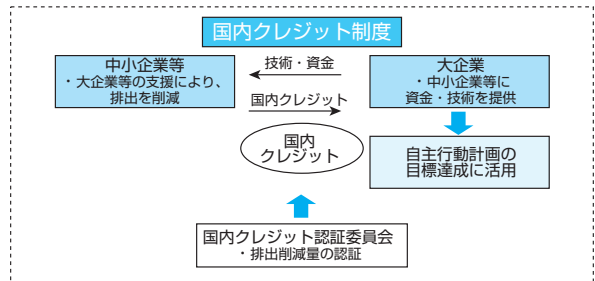 国内クレジット制度
中小企業等
・大企業等の支援により、
排出を削減
技術・資金
国内クレジット
大企業
・中小企業等に
資金・技術を提供
国内
クレジット
自主行動計画の
目標達成に活用
国内クレジット認証委員会
・排出削減量の認証